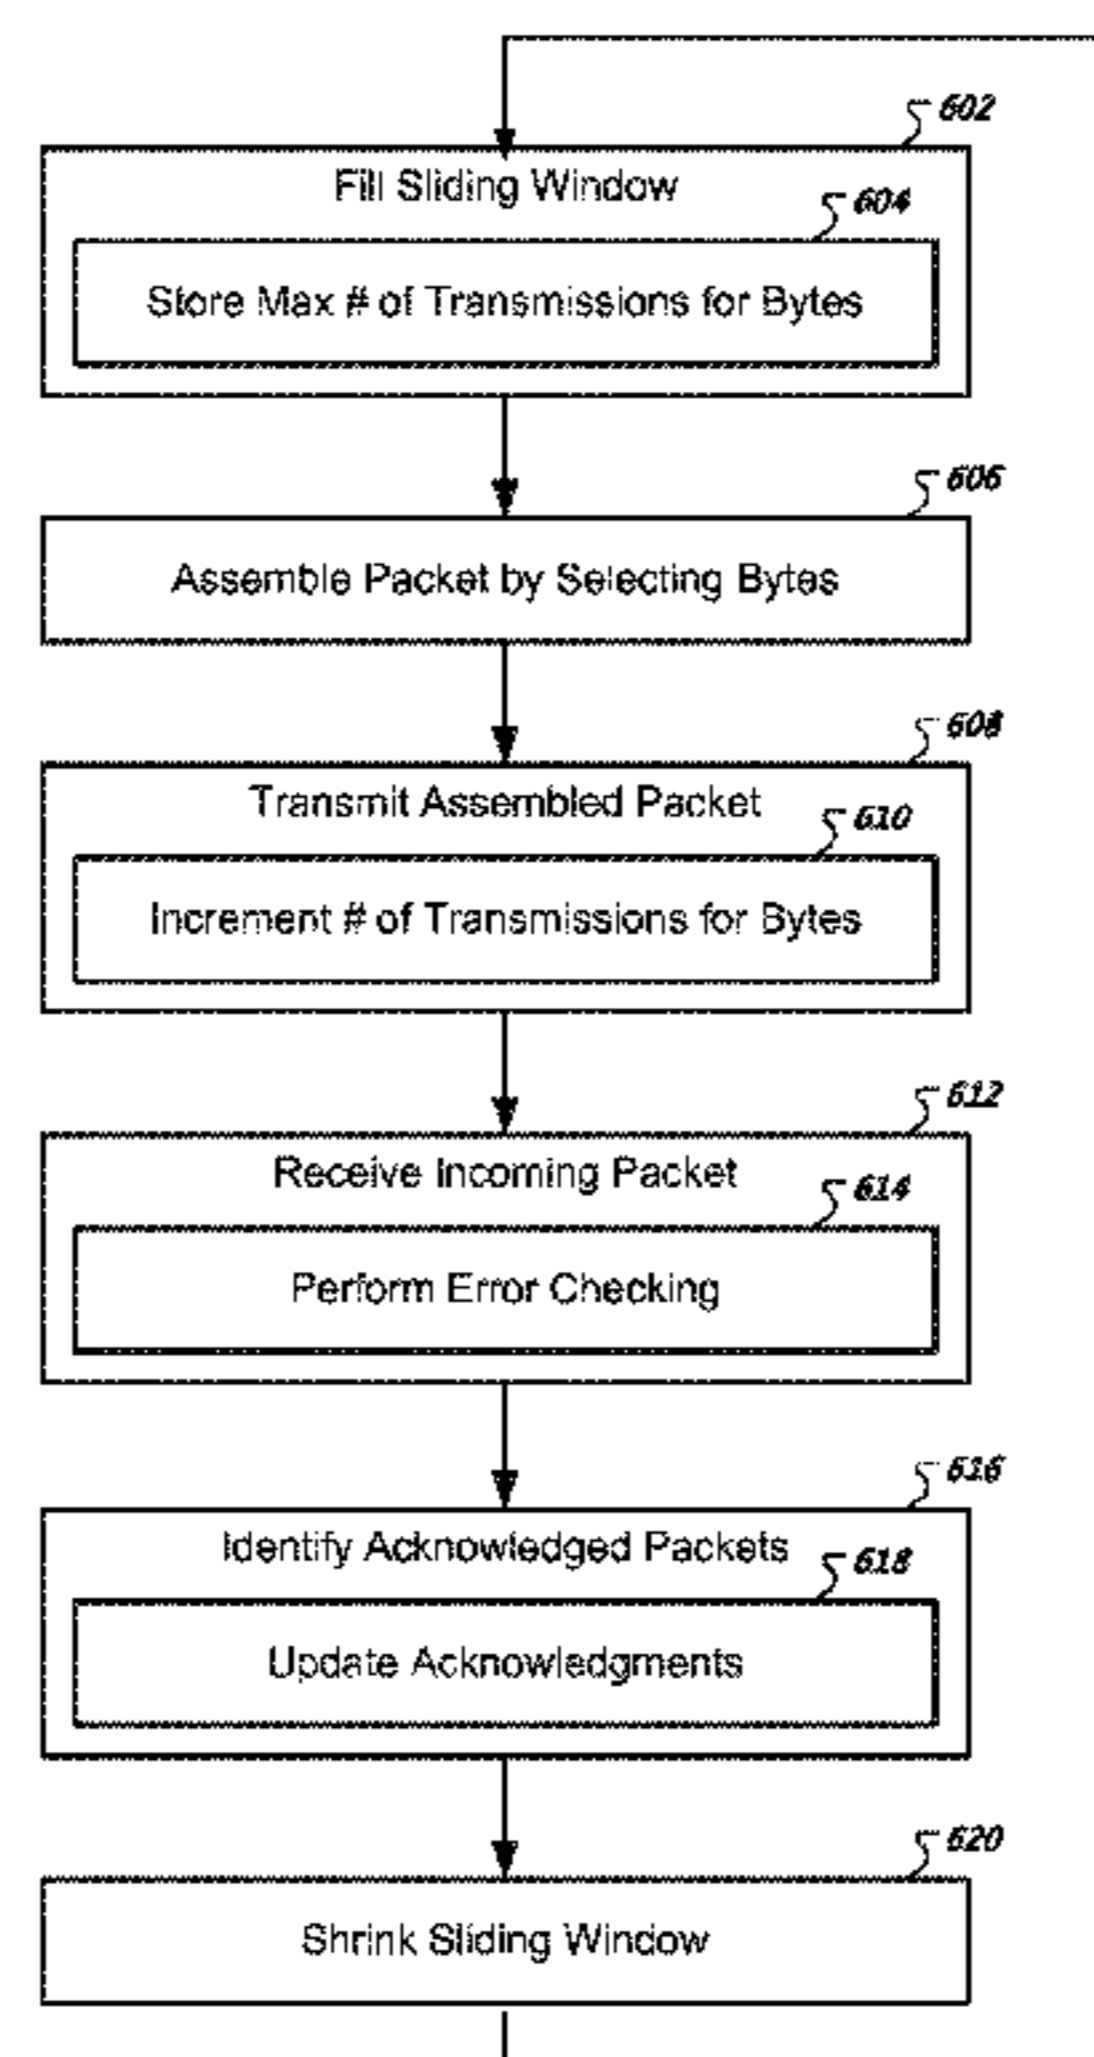 602
Fill Sliding Window
604
Store Max # of Transmissions for Bytes
606
Assemble Packet by Selecting Bytes
608
Transmit Assembled Packet
610
Increment # of Transmissions for Bytes
612
Receive Incoming Packet
614
Perform Error Checking
616
Identify Acknowledged Packets
618
Update Acknowledgments
620
Shrink Sliding Window